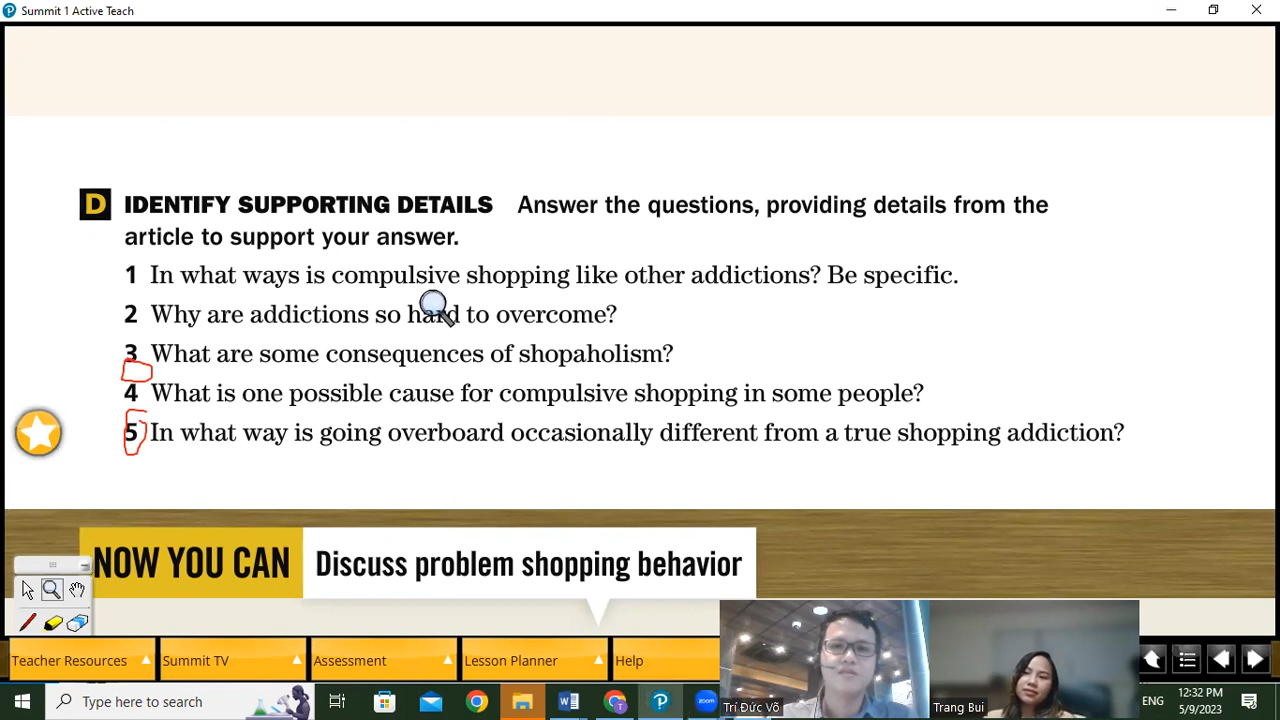 Summit 1 Active Teach
D IDENTIFY SUPPORTING DETAILS Answer the questions, providing details from the
article to support your answer.
1 In what ways is compulsive shopping like other addictions? Be specific.
2 Why are addictions so hard to overcome?
3 What are some consequences of shopaholism?
4 What is one possible cause for compulsive shopping in some people?
5 In what way is going overboard occasionally different from a true shopping addiction?
NOW YOU CAN Discuss problem shopping behavior
Teacher Resources Summit TV Assessment Lesson Planner Help
Type here to search
zoom
Trí Đức Võ
Trang Bui
ENG
12:32 PM
5/9/2023